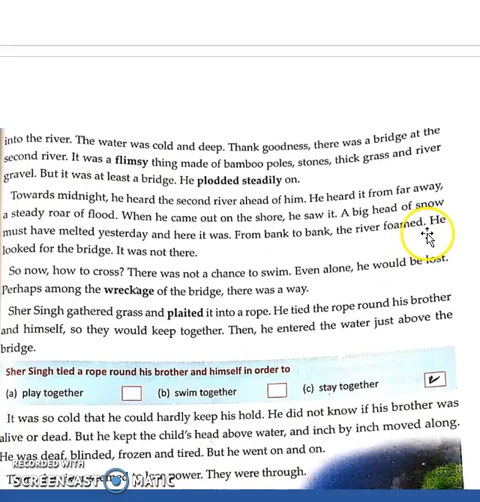 into the river. The water was cold and deep. Thank goodness, there was a bridge at the
second river. It was a flimsy thing made of bamboo poles, stones, thick grass and river
gravel. But it was at least a bridge. He plodded steadily on.
Towards midnight, he heard the second river ahead of him. He heard it from far away,
a steady roar of flood. When he came out on the shore, he saw it. A big head of snow
must have melted yesterday and here it was. From bank to bank, the river foamed. He
looked for the bridge. It was not there.
So now, how to cross? There was not a chance to swim. Even alone, he would be lost.
Perhaps among the wreckage of the bridge, there was a way.
Sher Singh gathered grass and plaited it into a rope. He tied the rope round his brother
and himself, so they would keep together. Then, he entered the water just above the
bridge.
Sher Singh tied a rope round his brother and himself in order to
(a) play together (b) swim together (c) stay together
It was so cold that he could hardly keep his hold. He did not know if his brother was
alive or dead. But he kept the child's head above water, and inch by inch moved along.
He was deaf, blinded, frozen and tired. But he went on and on.
RECORDED WITH
SCREENCAST MATIC
power. They were through.